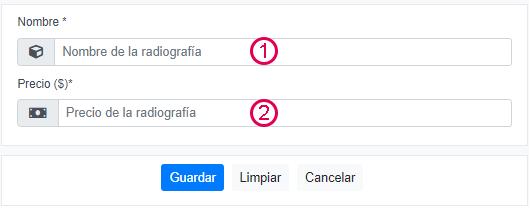 Nombre *
Nombre de la radiografía 1
Precio ($)*
Precio de la radiografía 2
Guardar Limpiar Cancelar